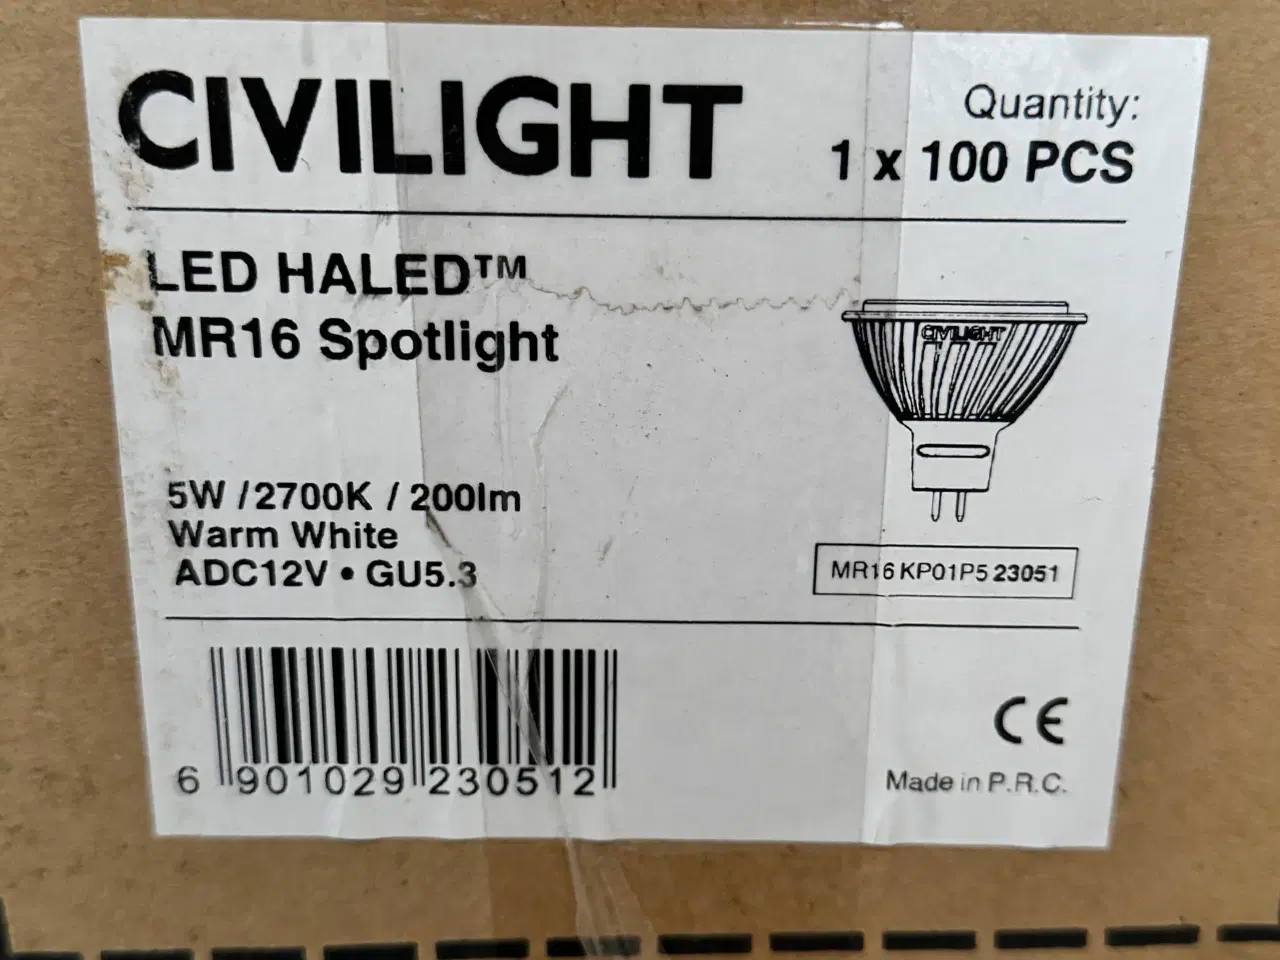 CIVILIGHT
Quantity:
1 x 100 PCS
LED HALED™
MR16 Spotlight
CIVILIGHT
5W / 2700K / 200lm
Warm White
ADC12V • GU5.3
MR16 KP01P5 23051
6 901029 230512
CE
Made in P.R.C.